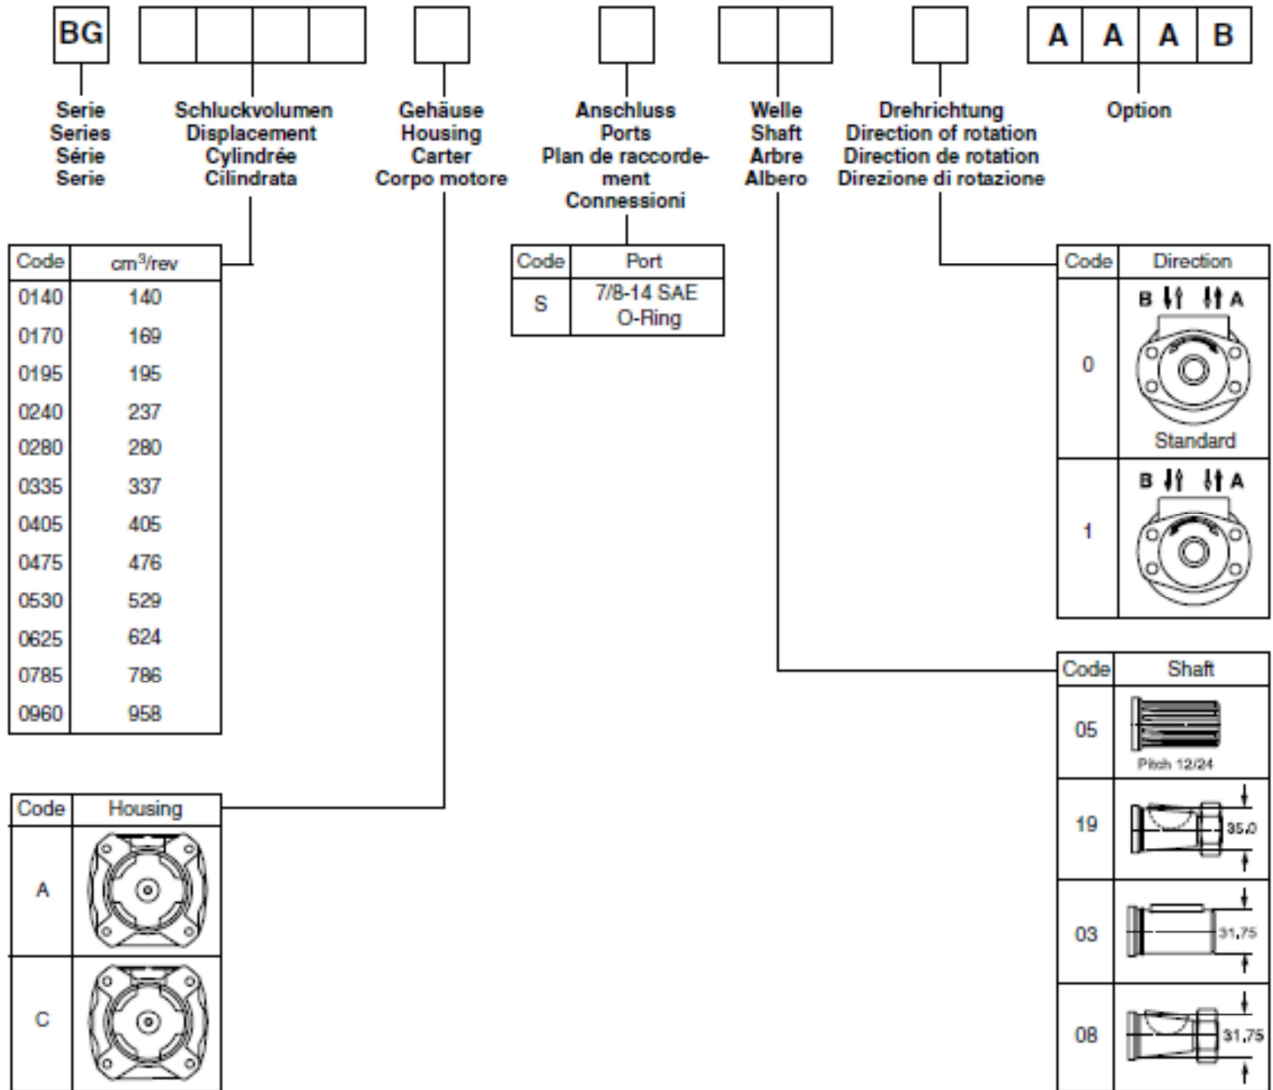 BG A A A B
Serie Schluckvolumen Gehäuse Anschluss Welle Drehrichtung Option
Series Displacement Housing Ports Shaft Direction of rotation
Série Cylindrée Carter Plan de raccorde- Arbre Direction de rotation
Serie Cilindrata Corpo motore ment Albero Direzione di rotazione
Connessioni
Code cm³/rev
0140 140
0170 169
0195 195
0240 237
0280 280
0335 337
0405 405
0475 476
0530 529
0625 624
0785 786
0960 958
Code Port
S 7/8-14 SAE
O-Ring
Code Direction
B A
0
Standard
B A
1
Code Housing
A
C
Code Shaft
05
Pitch 12/24
19 35.0
03 31.75
08 31.75